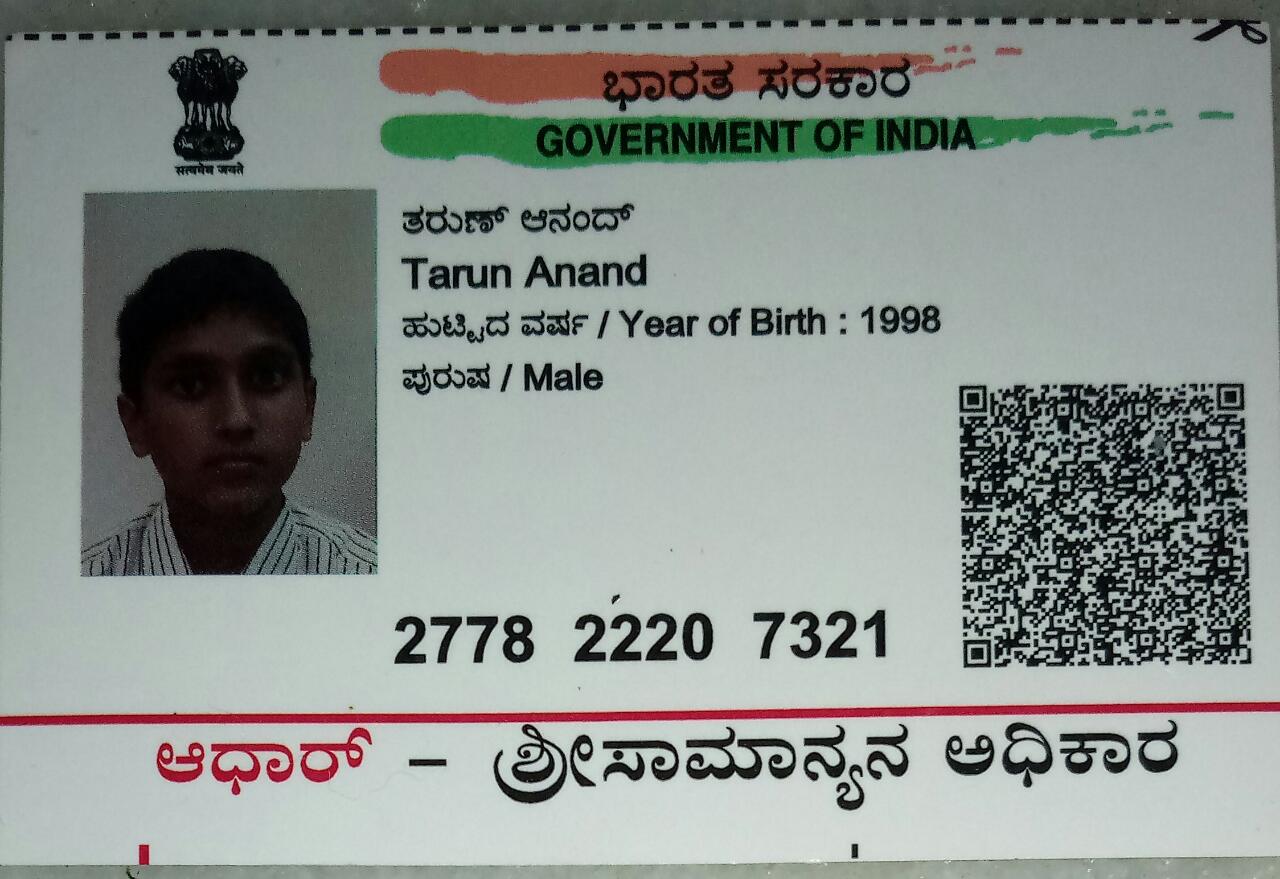 ಭಾರತ ಸರಕಾರ
GOVERNMENT OF INDIA
सत्यमेव जयते
ತರುಣ್ ಆನಂದ್
Tarun Anand
ಹುಟ್ಟಿದ ವರ್ಷ / Year of Birth : 1998
ಪುರುಷ / Male
2778 2220 7321
ಆಧಾರ್ – ಶ್ರೀಸಾಮಾನ್ಯನ ಅಧಿಕಾರ